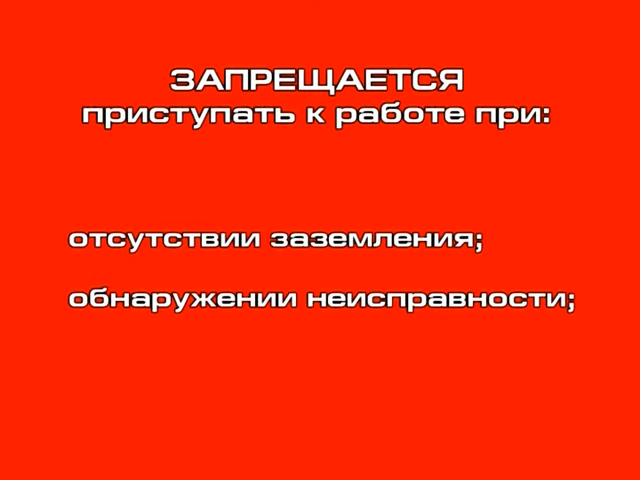 ЗАПРЕЩАЕТСЯ
приступать к работе при:
отсутствии заземления;
обнаружении неисправности;